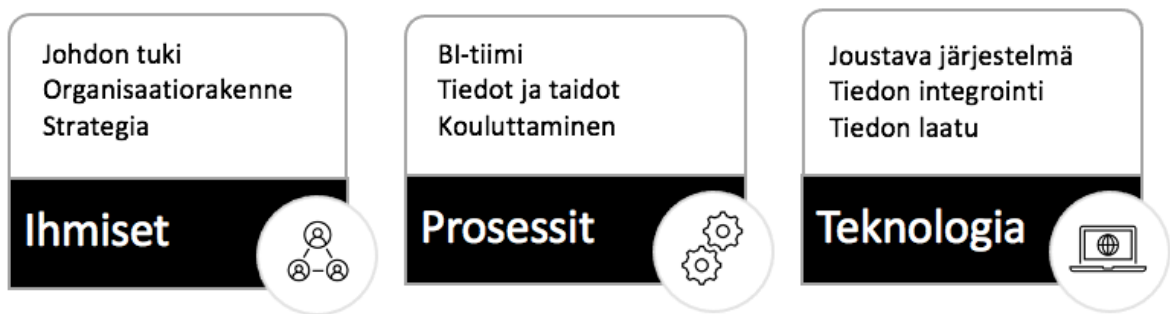 Johdon tuki
Organisaatiorakenne
Strategia
Ihmiset
BI-tiimi
Tiedot ja taidot
Kouluttaminen
Prosessit
Joustava järjestelmä
Tiedon integrointi
Tiedon laatu
Teknologia